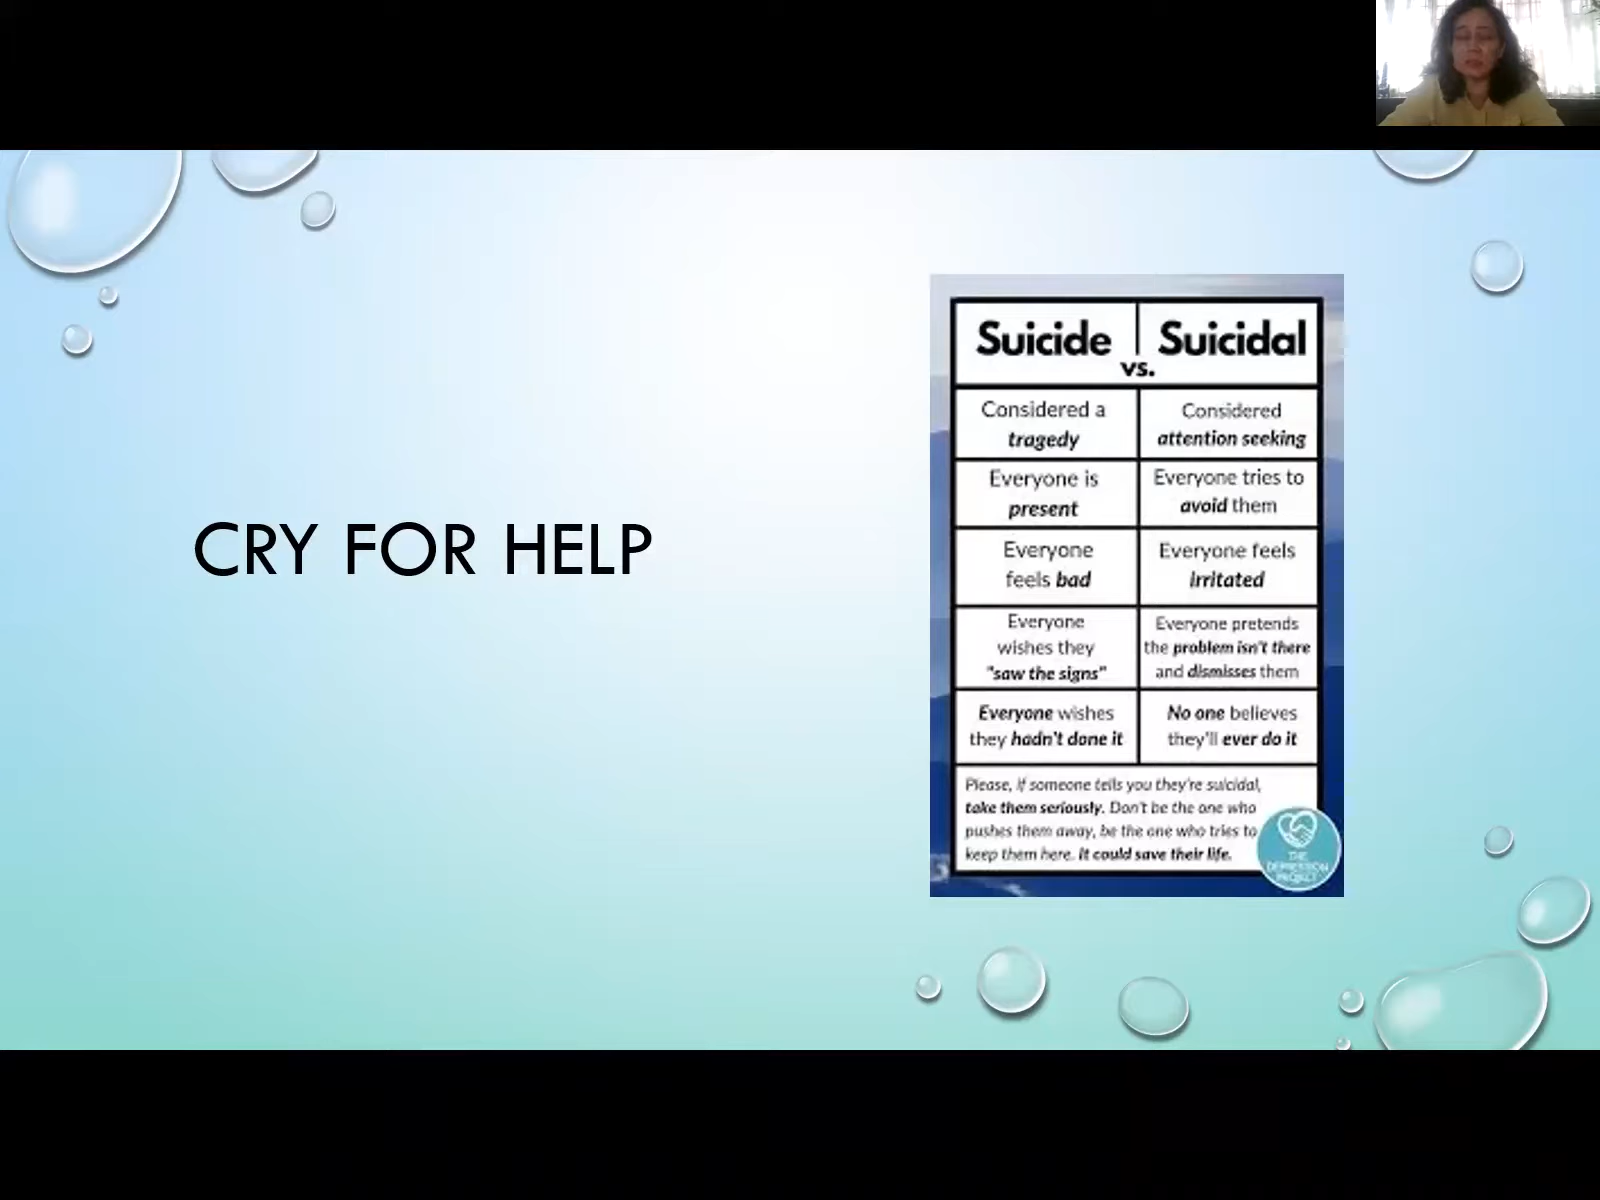 CRY FOR HELP
Suicide
Suicidal
vs.
Considered a
tragedy
Considered
attention seeking
Everyone is
present
Everyone tries to
avoid them
Everyone
feels bad
Everyone feels
irritated
Everyone
wishes they
"saw the signs"
Everyone pretends
the problem isn't there
and dismisses them
Everyone wishes
they hadn't done it
No one believes
they'll ever do it
Please, if someone tells you they're suicidal,
take them seriously. Don't be the one who
pushes them away, be the one who tries to
keep them here. It could save their life.
THE
DEPRESSION
PROJECT